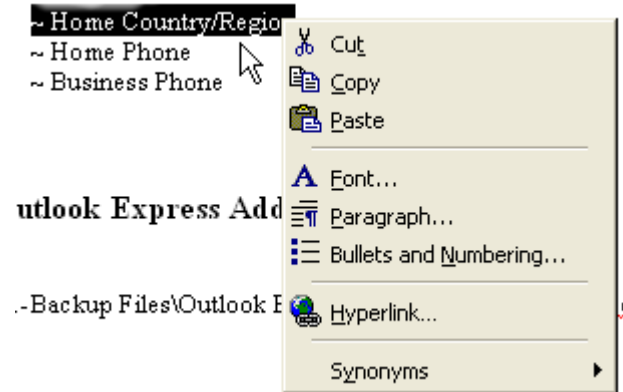 ~ Home Country/Regio
~ Home Phone
~ Business Phone
utlook Express Add
.-Backup Files\Outlook E
Cut
Copy
Paste
Font...
Paragraph...
Bullets and Numbering...
Hyperlink...
Synonyms